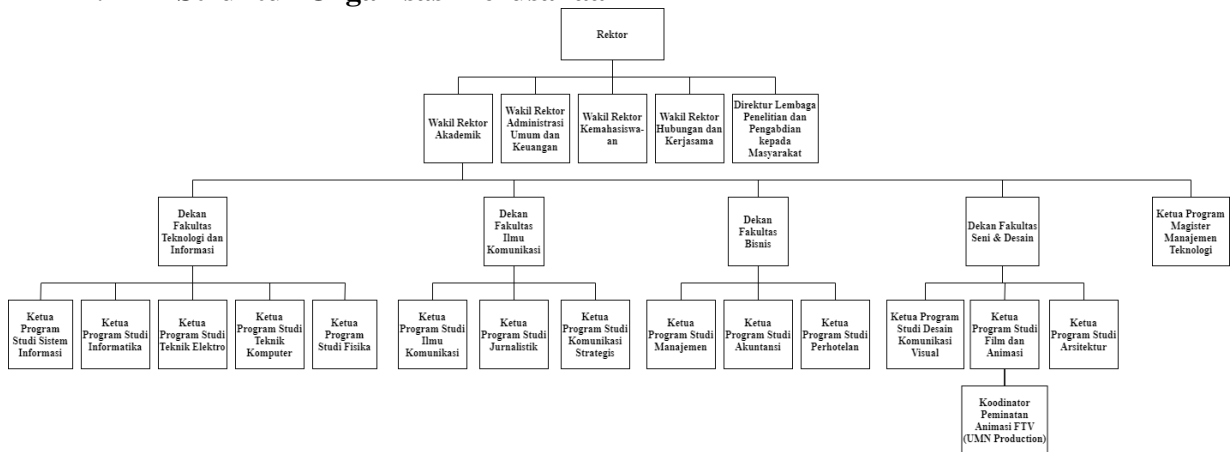 Rektor
Wakil Rektor
Akademik
Wakil Rektor
Administrasi
Umum dan
Keuangan
Wakil Rektor
Kemahasiswa-
an
Wakil Rektor
Hubungan dan
Kerjasama
Direktur Lembaga
Penelitian dan
Pengabdian
kepada
Masyarakat
Dekan
Fakultas
Teknologi dan
Informasi
Dekan
Fakultas
Ilmu
Komunikasi
Dekan
Fakultas
Bisnis
Dekan Fakultas
Seni & Desain
Ketua Program
Magister
Manajemen
Teknologi
Ketua
Program
Studi Sistem
Informasi
Ketua
Program Studi
Informatika
Ketua
Program Studi
Teknik Elektro
Ketua
Program Studi
Teknik
Komputer
Ketua
Program
Studi Fisika
Ketua
Program Studi
Ilmu
Komunikasi
Ketua
Program Studi
Jurnalistik
Ketua
Program Studi
Komunikasi
Strategis
Ketua
Program Studi
Manajemen
Ketua
Program Studi
Akuntansi
Ketua
Program Studi
Perhotelan
Ketua Program
Studi Desain
Komunikasi
Visual
Ketua
Program Studi
Film dan
Animasi
Ketua
Program Studi
Arsitektur
Koodinator
Peminatan
Animasi FTV
(UMN Production)